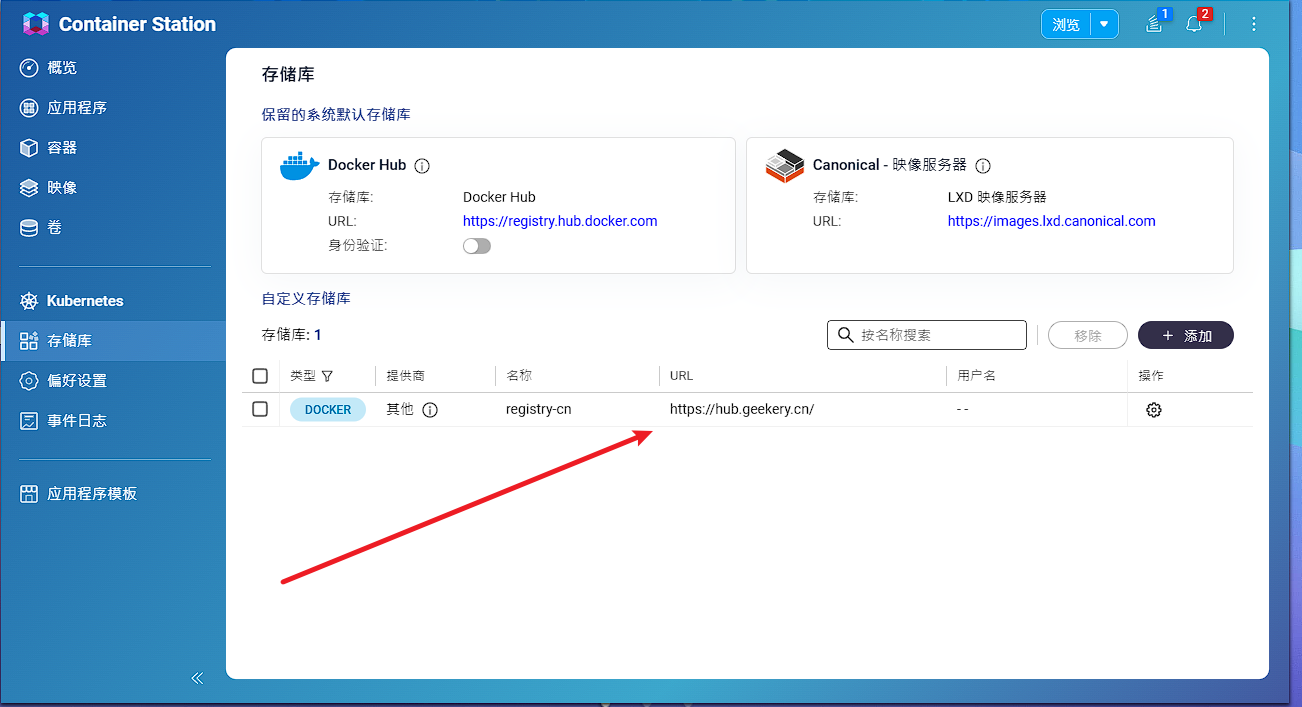 Container Station
浏览
1
2
概览
应用程序
容器
映像
卷
Kubernetes
存储库
偏好设置
事件日志
应用程序模板
存储库
保留的系统默认存储库
Docker Hub
存储库: Docker Hub
URL: https://registry.hub.docker.com
身份验证:
Canonical - 映像服务器
存储库: LXD 映像服务器
URL: https://images.lxd.canonical.com
自定义存储库
存储库: 1
按名称搜索
移除
+ 添加
类型 提供商 名称 URL 用户名 操作
DOCKER 其他 registry-cn https://hub.geekery.cn/ - -